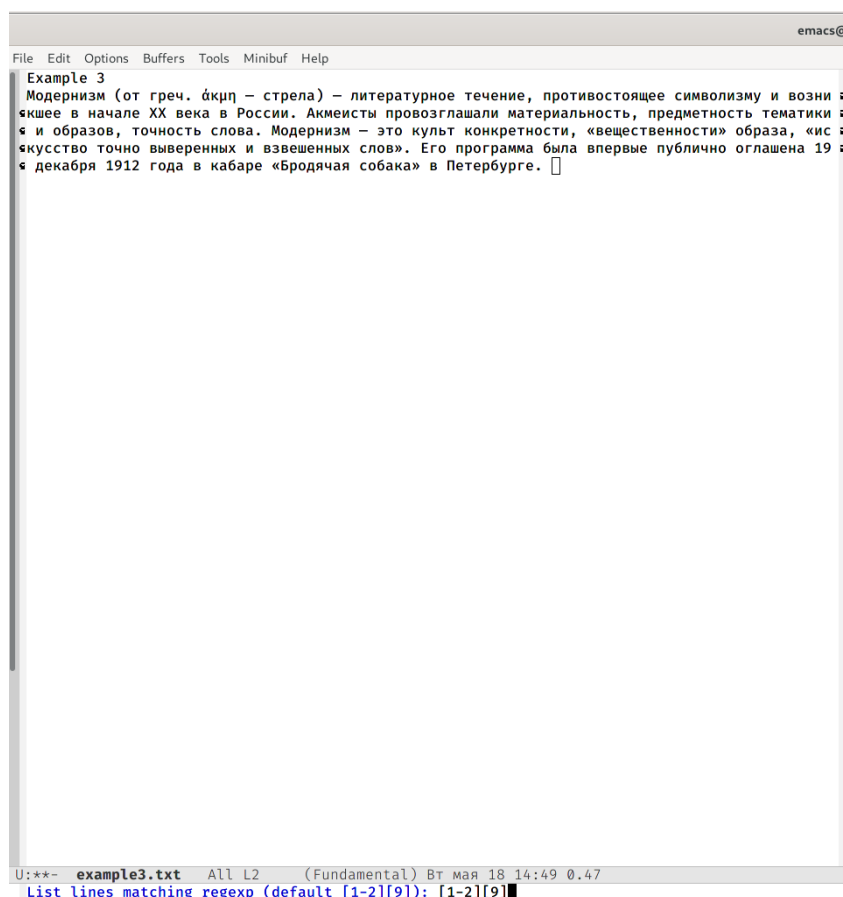 emacs@
File Edit Options Buffers Tools Minibuf Help
Example 3
Модернизм (от греч. άκμη — стрела) — литературное течение, противостоящее символизму и возни
кшее в начале XX века в России. Акмеисты провозглашали материальность, предметность тематики
и образов, точность слова. Модернизм — это культ конкретности, «вещественности» образа, «ис
кусство точно выверенных и взвешенных слов». Его программа была впервые публично оглашена 19
декабря 1912 года в кабаре «Бродячая собака» в Петербурге.
U:**- example3.txt All L2 (Fundamental) Вт мая 18 14:49 0.47
List lines matching regexp (default [1-2][9]): [1-2][9]